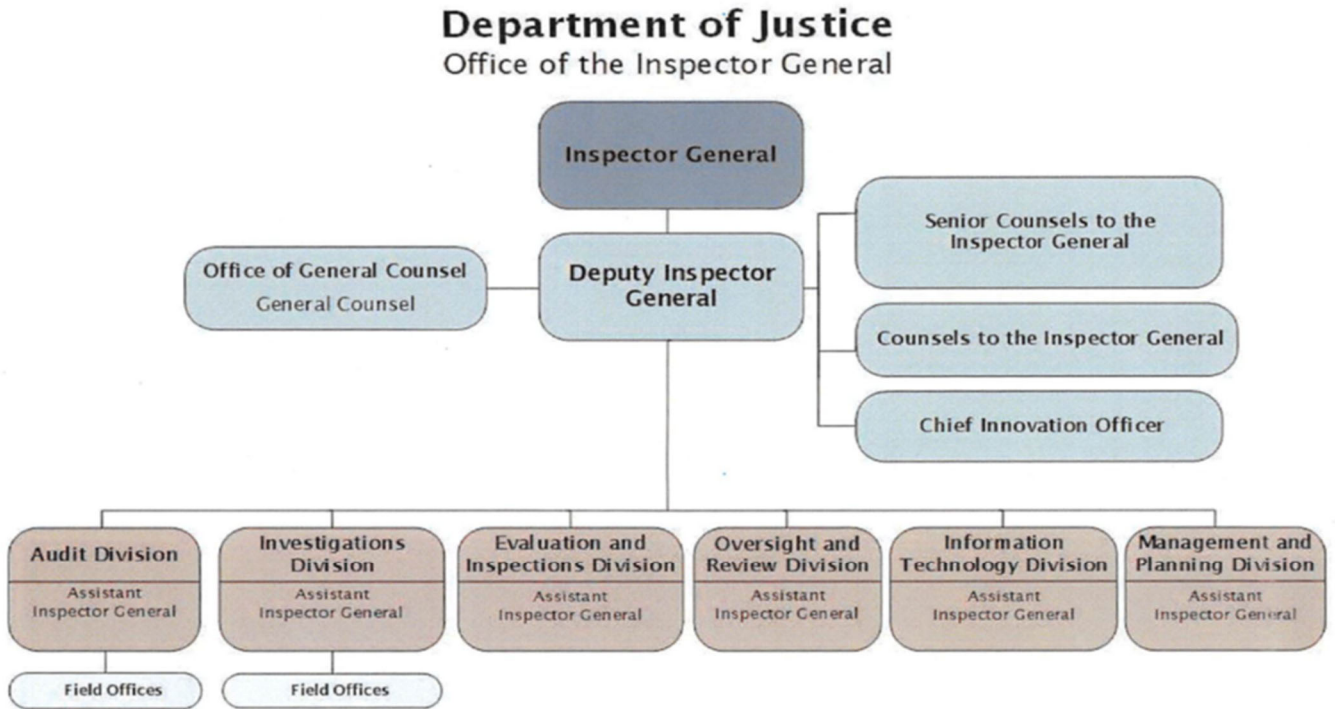 Department of Justice
Office of the Inspector General
Inspector General
Senior Counsels to the
Inspector General
Office of General Counsel
General Counsel
Deputy Inspector
General
Counsels to the Inspector General
Chief Innovation Officer
Audit Division
Assistant
Inspector General
Field Offices
Investigations
Division
Assistant
Inspector General
Field Offices
Evaluation and
Inspections Division
Assistant
Inspector General
Oversight and
Review Division
Assistant
Inspector General
Information
Technology Division
Assistant
Inspector General
Management and
Planning Division
Assistant
Inspector General